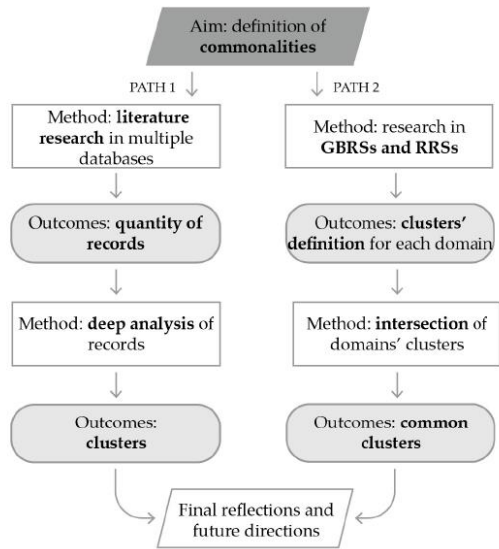 Aim: definition of
commonalities
PATH 1
PATH 2
Method: literature
research in multiple
databases
Method: research in
GBRSs and RRSs
Outcomes: quantity of
records
Outcomes: clusters'
definition for each domain
Method: deep analysis of
records
Method: intersection of
domains' clusters
Outcomes:
clusters
Outcomes: common
clusters
Final reflections and
future directions